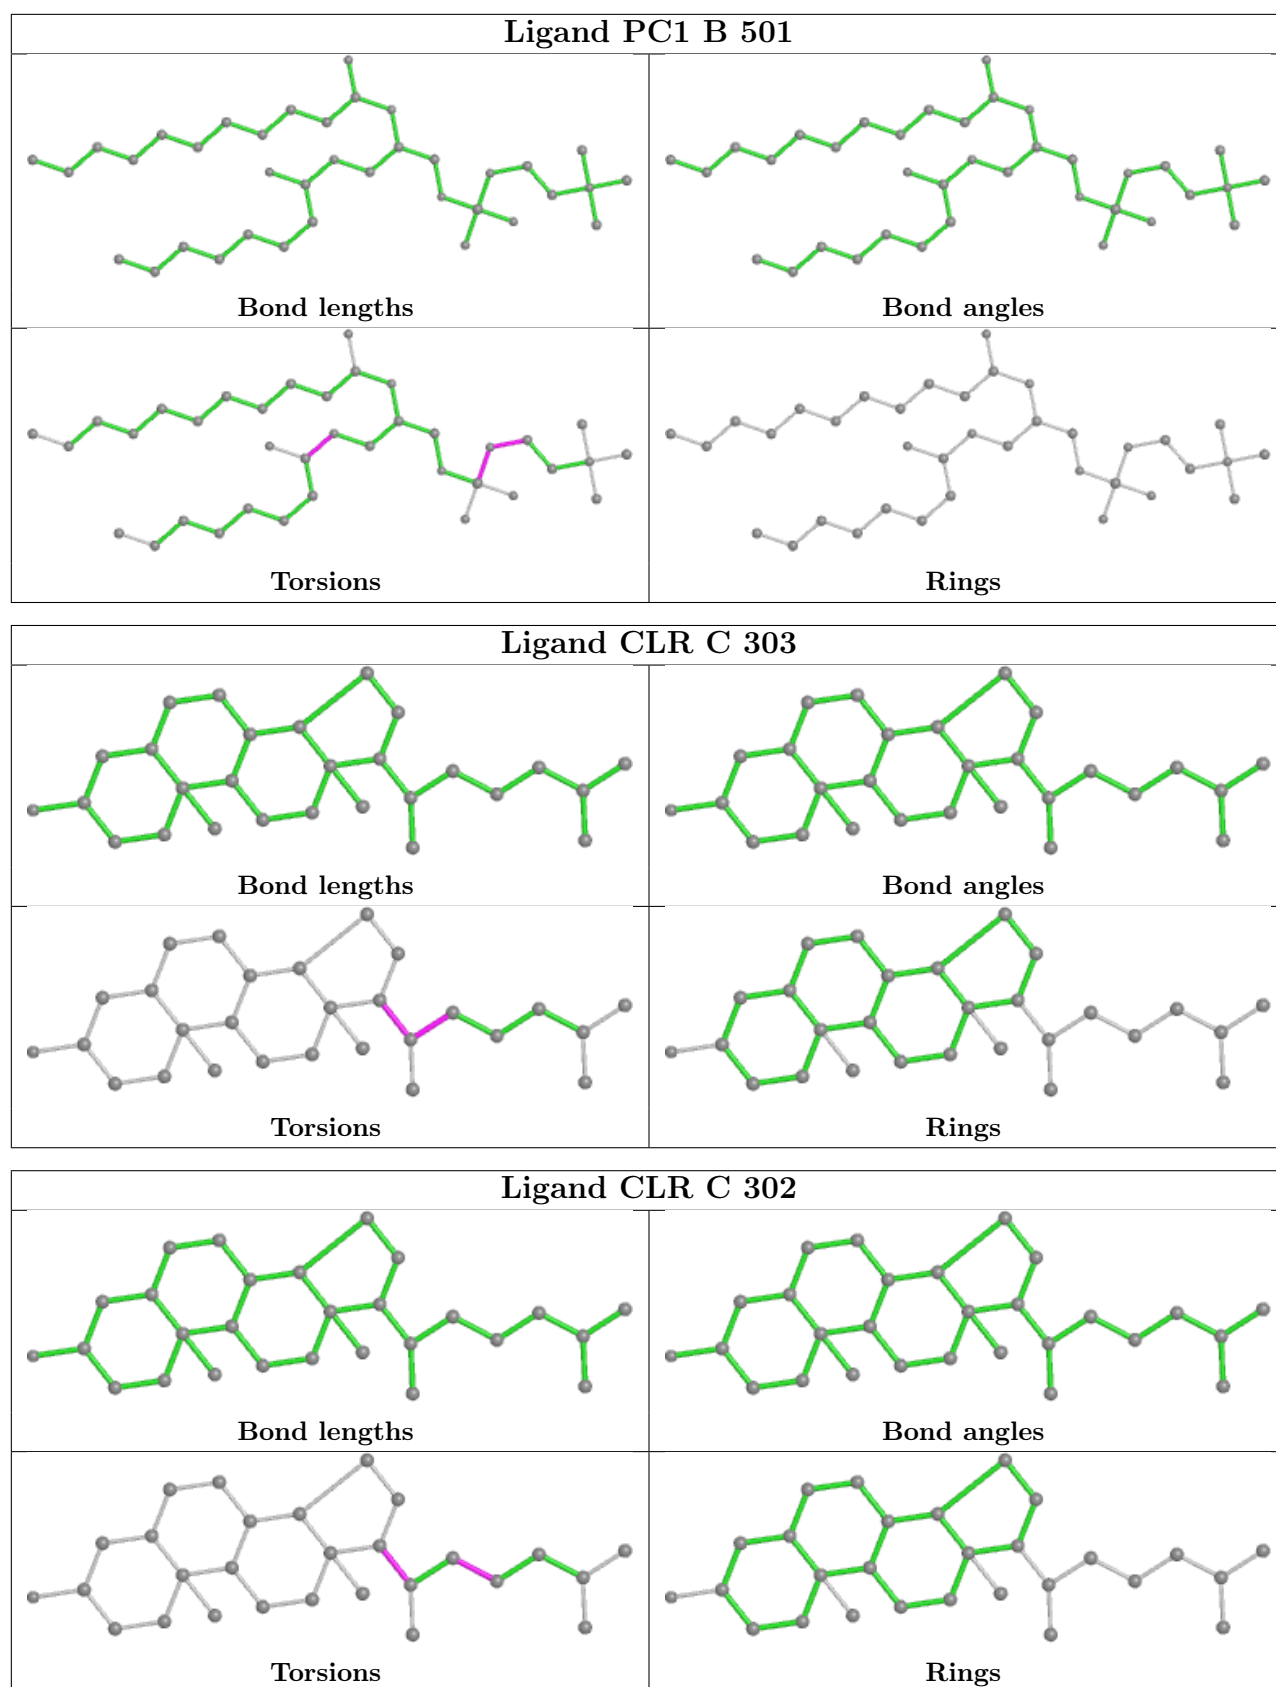 Ligand PC1 B 501
Bond lengths
Bond angles
Torsions
Rings
Ligand CLR C 303
Bond lengths
Bond angles
Torsions
Rings
Ligand CLR C 302
Bond lengths
Bond angles
Torsions
Rings